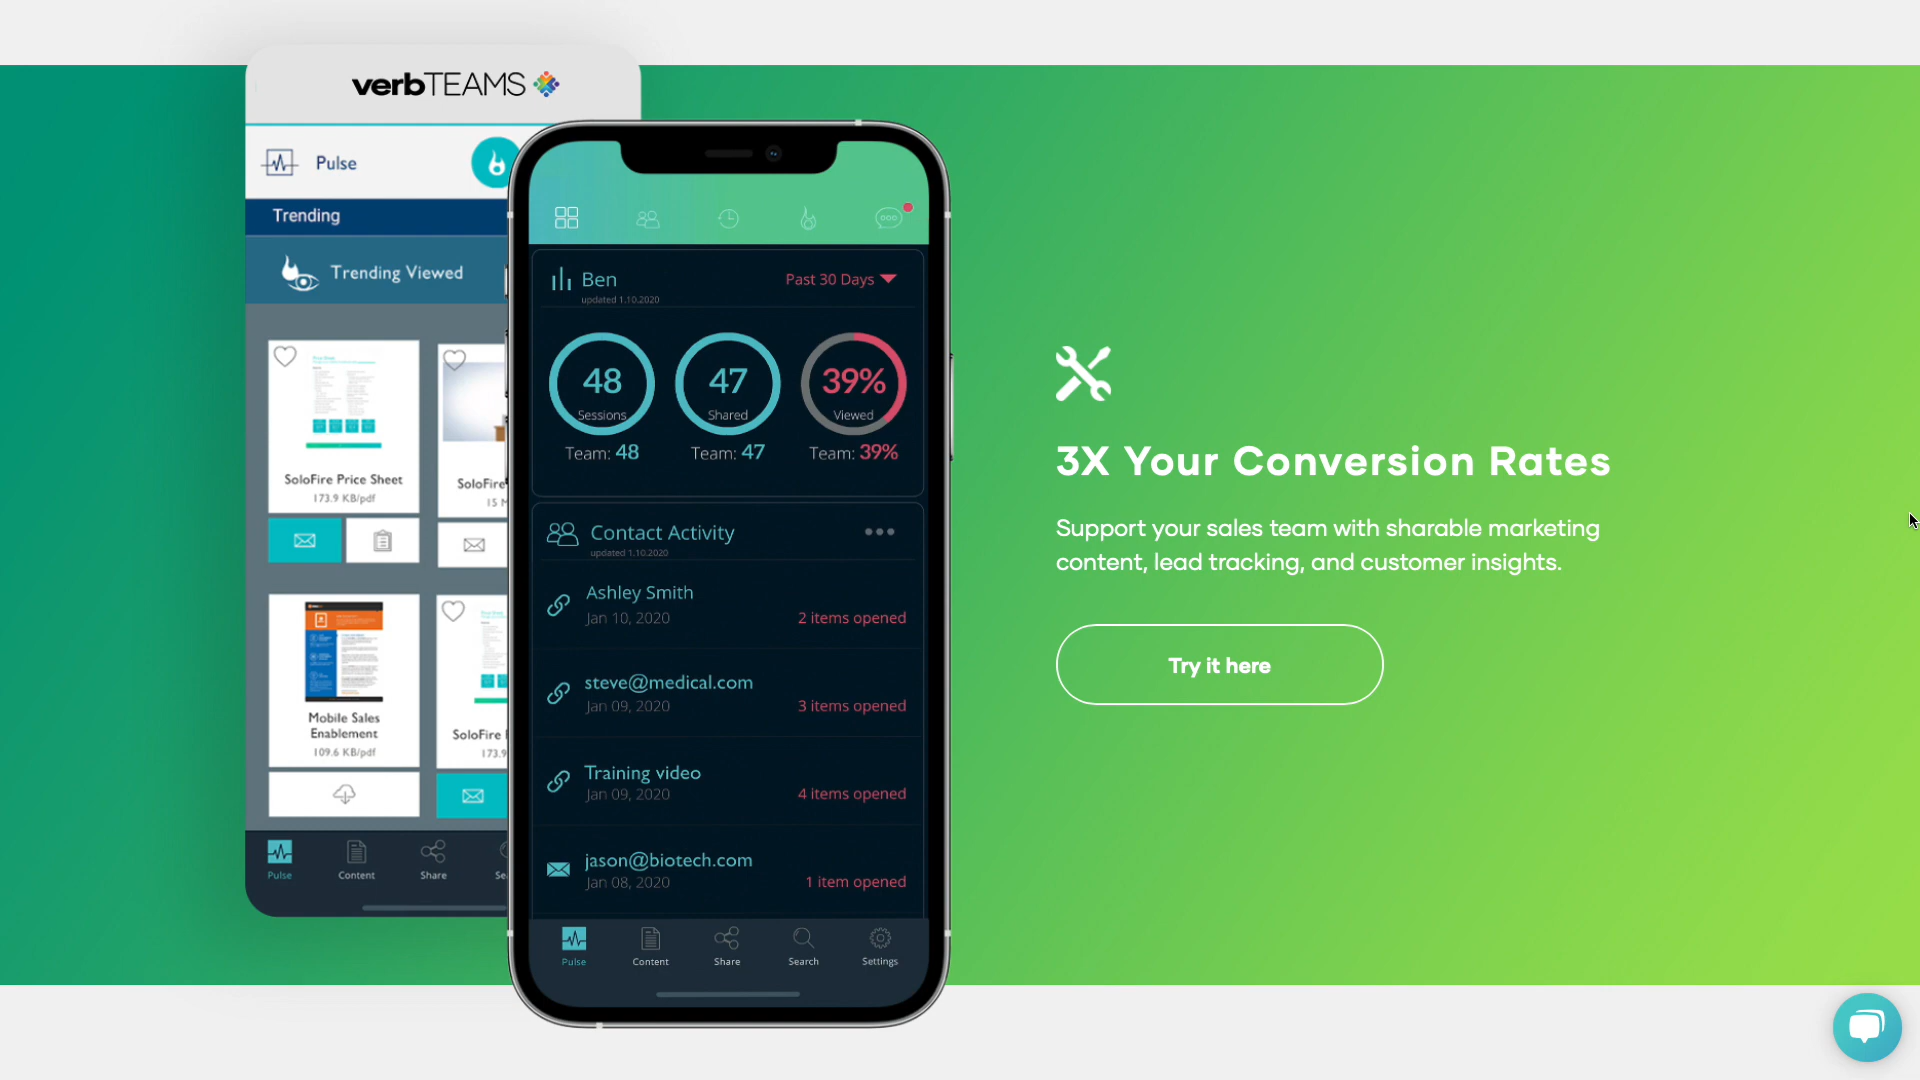 verbTEAMS
Pulse
Trending
Trending Viewed
SoloFire Price Sheet
173.9 KB/pdf
SoloFire
15 M
Mobile Sales
Enablement
109.6 KB/pdf
SoloFire
173.9
Pulse
Content
Share
Ben
updated 1.10.2020
Past 30 Days
48
Sessions
Team: 48
47
Shared
Team: 47
39%
Viewed
Team: 39%
Contact Activity
updated 1.10.2020
Ashley Smith
Jan 10, 2020
2 items opened
steve@medical.com
Jan 09, 2020
3 items opened
Training video
Jan 09, 2020
4 items opened
jason@biotech.com
Jan 08, 2020
1 item opened
Pulse
Content
Share
Search
Settings
3X Your Conversion Rates
Support your sales team with sharable marketing
content, lead tracking, and customer insights.
Try it here